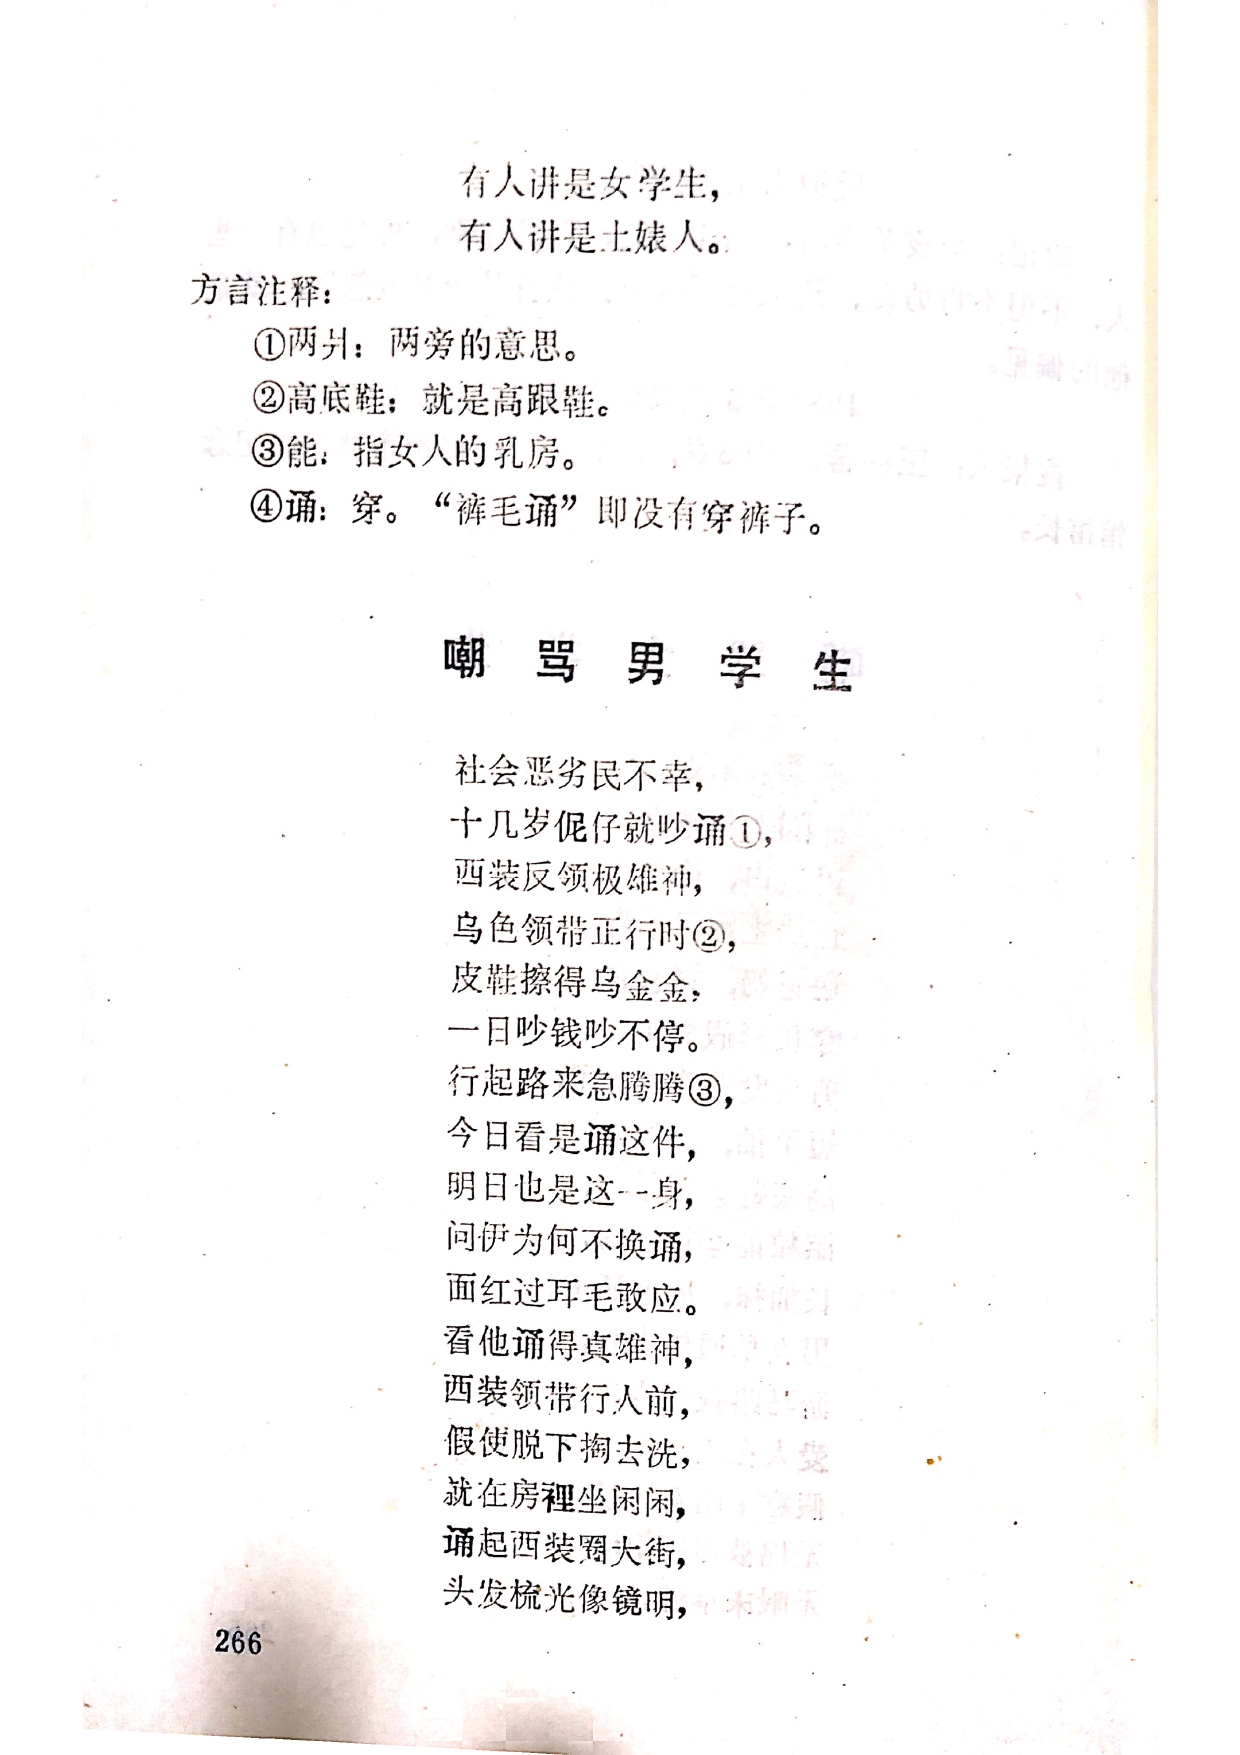 有人讲是女学生，
有人讲是土婊人。
方言注释：
①两爿：两旁的意思。
②高底鞋：就是高跟鞋。
③能：指女人的乳房。
④诵：穿。“裤毛诵”即没有穿裤子。
嘲骂男学生
社会恶劣民不幸，
十几岁伲仔就吵诵①，
西装反领极雄神，
乌色领带正行时②，
皮鞋擦得乌金金，
一日吵钱吵不停。
行起路来急腾腾③，
今日看是诵这件，
明日也是这一身，
问伊为何不换诵，
面红过耳毛敢应。
看他诵得真雄神，
西装领带行人前，
假使脱下掏去洗，
就在房裡坐闲闲，
诵起西装𨳝大街，
头发梳光像镜明，
266